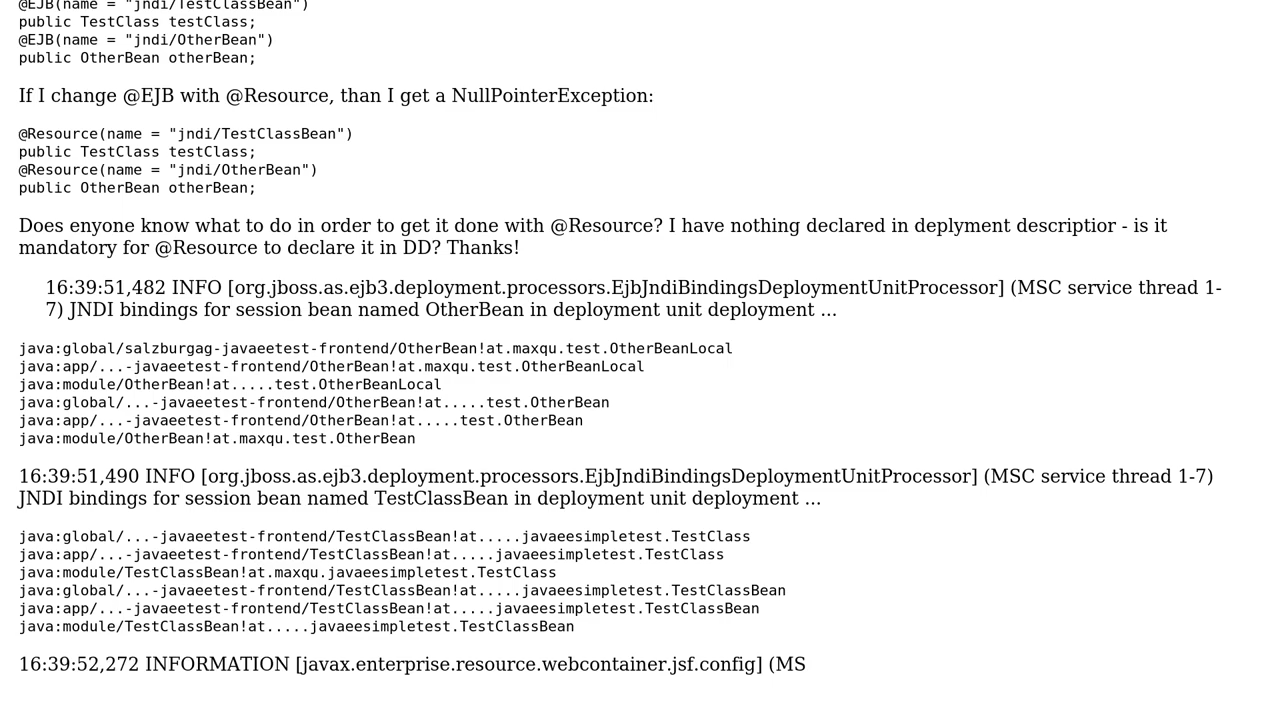 @EJB(name = "jndi/TestClassBean")
public TestClass testClass;
@EJB(name = "jndi/OtherBean")
public OtherBean otherBean;
If I change @EJB with @Resource, than I get a NullPointerException:
@Resource(name = "jndi/TestClassBean")
public TestClass testClass;
@Resource(name = "jndi/OtherBean")
public OtherBean otherBean;
Does enyone know what to do in order to get it done with @Resource? I have nothing declared in deplyment descriptior - is it
mandatory for @Resource to declare it in DD? Thanks!
16:39:51,482 INFO [org.jboss.as.ejb3.deployment.processors.EjbJndiBindingsDeploymentUnitProcessor] (MSC service thread 1-
7) JNDI bindings for session bean named OtherBean in deployment unit deployment ...
java:global/salzburgag-javaeetest-frontend/OtherBean!at.maxqu.test.OtherBeanLocal
java:app/...-javaeetest-frontend/OtherBean!at.maxqu.test.OtherBeanLocal
java:module/OtherBean!at.....test.OtherBeanLocal
java:global/...-javaeetest-frontend/OtherBean!at.....test.OtherBean
java:app/...-javaeetest-frontend/OtherBean!at.....test.OtherBean
java:module/OtherBean!at.maxqu.test.OtherBean
16:39:51,490 INFO [org.jboss.as.ejb3.deployment.processors.EjbJndiBindingsDeploymentUnitProcessor] (MSC service thread 1-7)
JNDI bindings for session bean named TestClassBean in deployment unit deployment ...
java:global/...-javaeetest-frontend/TestClassBean!at.....javaeesimpletest.TestClass
java:app/...-javaeetest-frontend/TestClassBean!at.....javaeesimpletest.TestClass
java:module/TestClassBean!at.maxqu.javaeesimpletest.TestClass
java:global/...-javaeetest-frontend/TestClassBean!at.....javaeesimpletest.TestClassBean
java:app/...-javaeetest-frontend/TestClassBean!at.....javaeesimpletest.TestClassBean
java:module/TestClassBean!at.....javaeesimpletest.TestClassBean
16:39:52,272 INFORMATION [javax.enterprise.resource.webcontainer.jsf.config] (MS